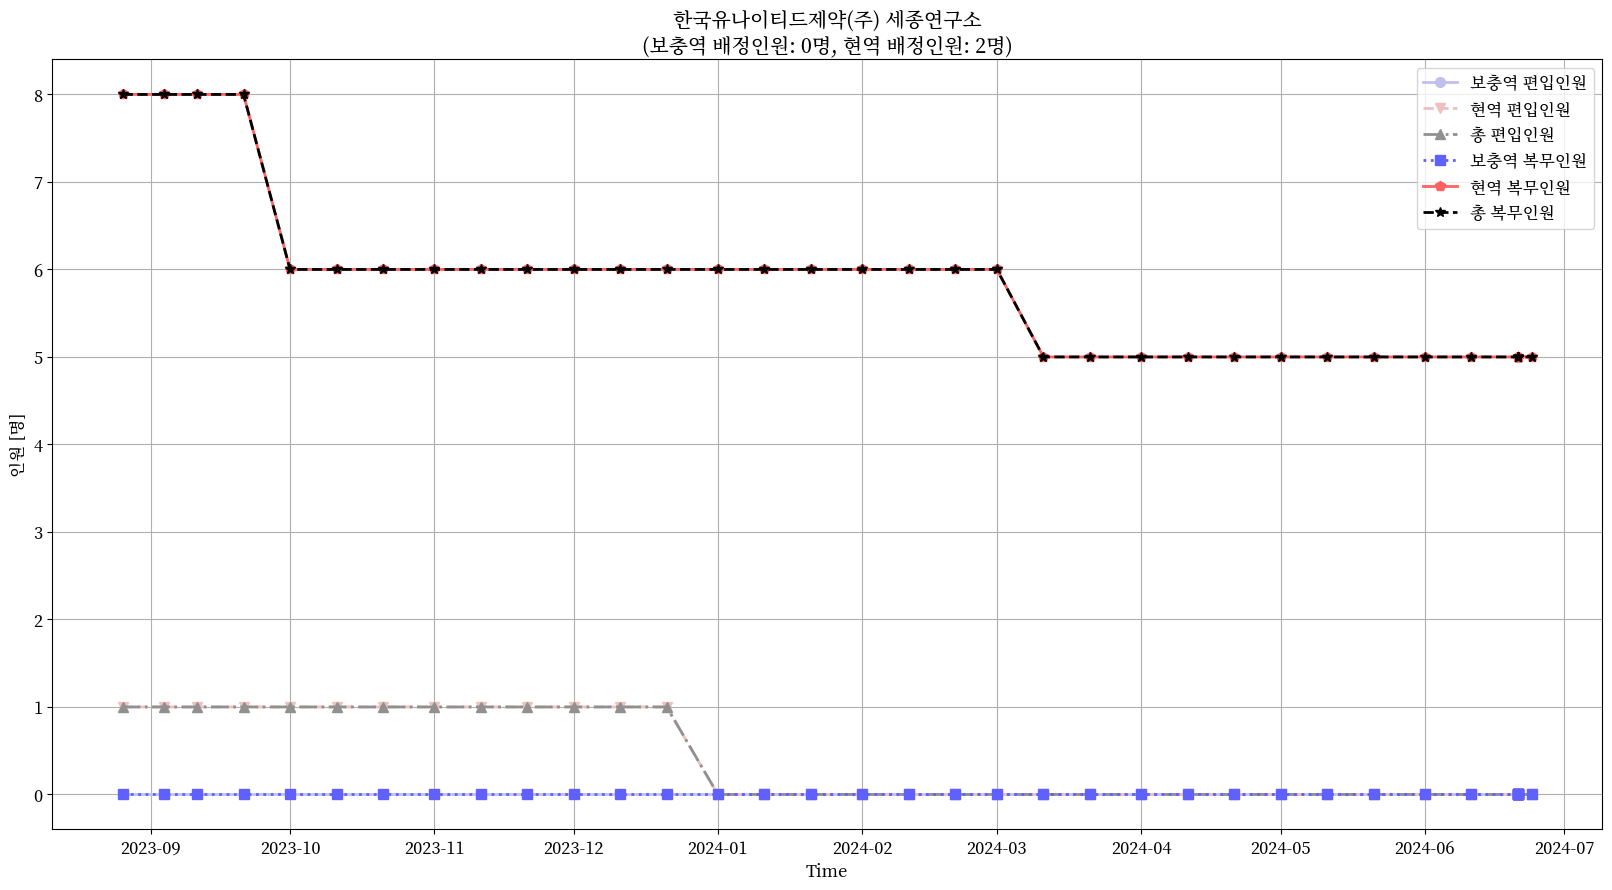 한국유나이티드제약(주) 세종연구소
(보충역 배정인원: 0명, 현역 배정인원: 2명)
보충역 편입인원
현역 편입인원
총 편입인원
보충역 복무인원
현역 복무인원
총 복무인원
인원 [명]
8
7
6
5
4
3
2
1
0
2023-09 2023-10 2023-11 2023-12 2024-01 2024-02 2024-03 2024-04 2024-05 2024-06 2024-07
Time